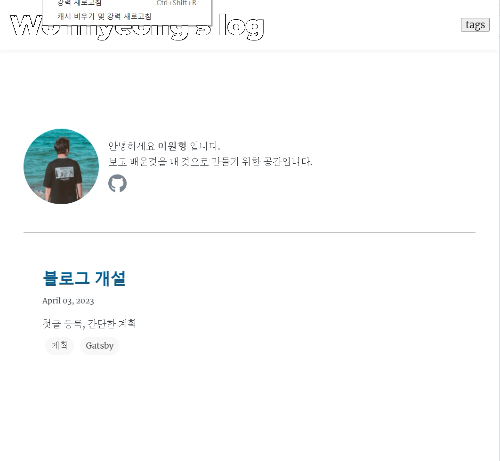 강력 새로고침 Ctrl+Shift+R
캐시 비우기 및 강력 새로고침
Blog
tags
안녕하세요 이원형 입니다.
보고 배운것을 내 것으로 만들기 위한 공간입니다.
블로그 개설
April 03, 2023
첫글 등록, 간단한 계획
계획 Gatsby